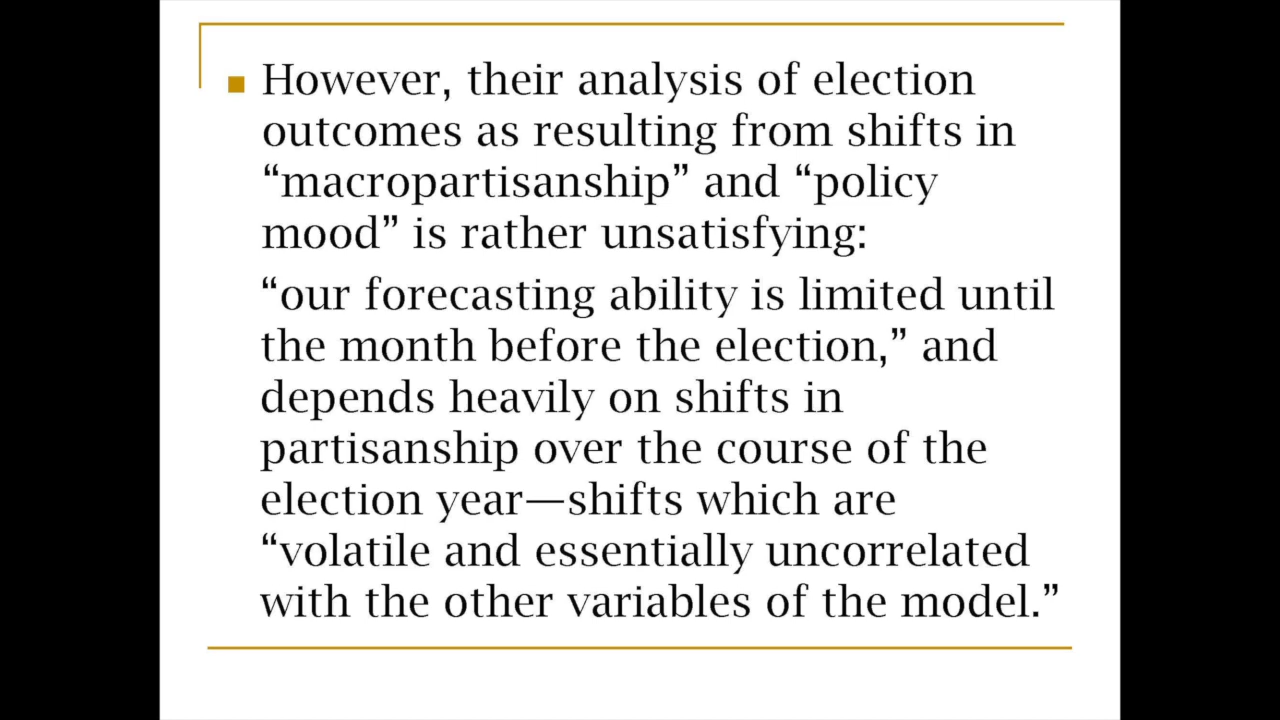 However, their analysis of election
outcomes as resulting from shifts in
“macropartisanship” and “policy
mood” is rather unsatisfying:
“our forecasting ability is limited until
the month before the election,” and
depends heavily on shifts in
partisanship over the course of the
election year—shifts which are
“volatile and essentially uncorrelated
with the other variables of the model.”